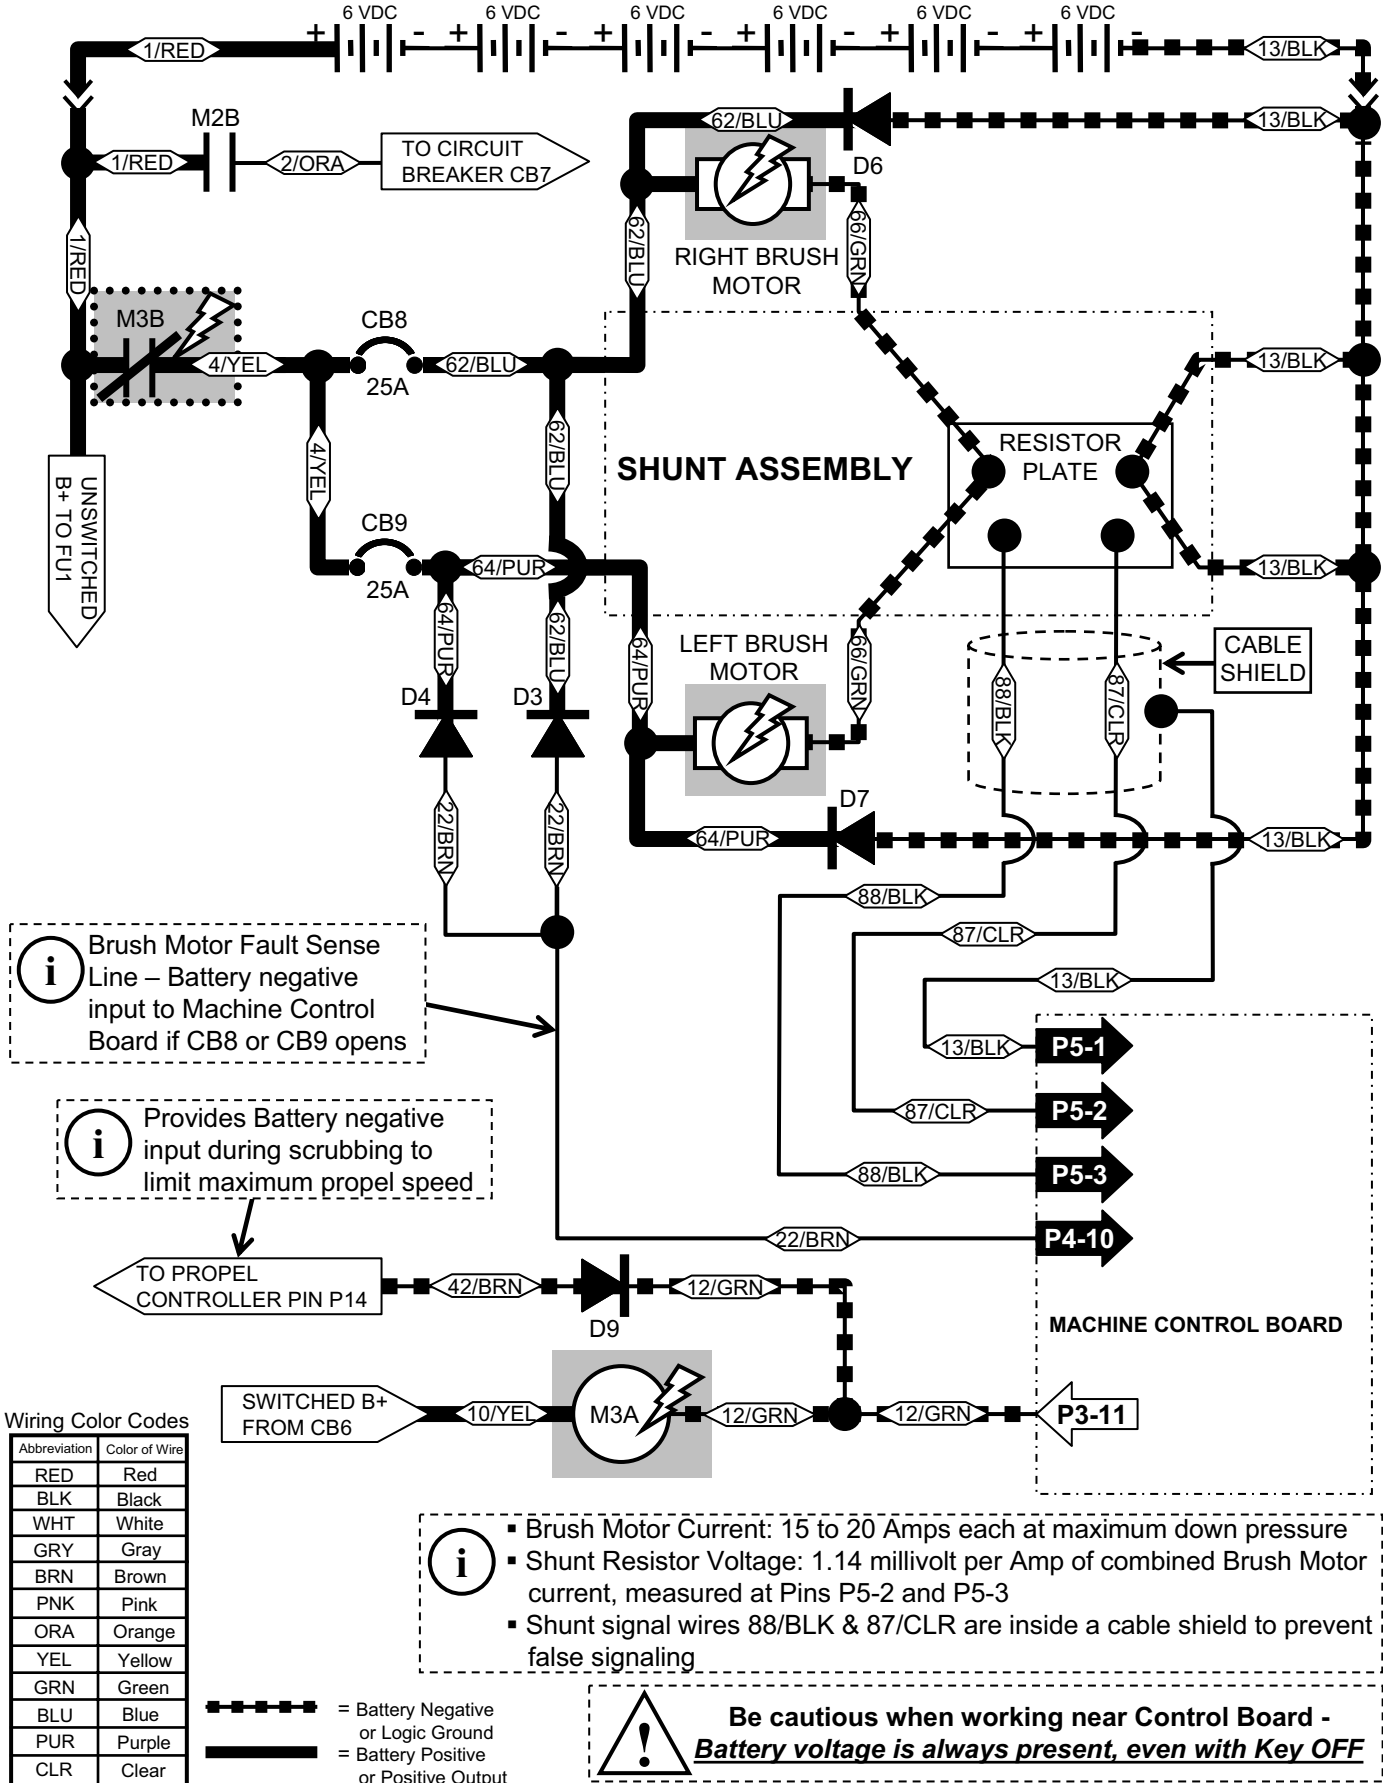 6 VDC 6 VDC 6 VDC 6 VDC 6 VDC 6 VDC
+ - + - + - + - + - + -
1/RED
13/BLK
M2B
62/BLU
13/BLK
1/RED
2/ORA
TO CIRCUIT
BREAKER CB7
D6
1/RED
62/BLU
66/GRN
RIGHT BRUSH
MOTOR
M3B
CB8
4/YEL
62/BLU
13/BLK
25A
4/YEL
62/BLU
SHUNT ASSEMBLY
RESISTOR
PLATE
UNSWITCHED
B+ TO FU1
CB9
64/PUR
13/BLK
25A
64/PUR
62/BLU
64/PUR
LEFT BRUSH
MOTOR
66/GRN
CABLE
SHIELD
D4
D3
88/BLK
87/CLR
D7
22/BRN
22/BRN
64/PUR
13/BLK
88/BLK
87/CLR
13/BLK
i
Brush Motor Fault Sense
Line – Battery negative
input to Machine Control
Board if CB8 or CB9 opens
13/BLK
P5-1
87/CLR
P5-2
i
Provides Battery negative
input during scrubbing to
limit maximum propel speed
88/BLK
P5-3
22/BRN
P4-10
TO PROPEL
CONTROLLER PIN P14
42/BRN
12/GRN
D9
MACHINE CONTROL BOARD
SWITCHED B+
FROM CB6
10/YEL
M3A
12/GRN
12/GRN
P3-11
Wiring Color Codes
Abbreviation Color of Wire
RED Red
BLK Black
WHT White
GRY Gray
BRN Brown
PNK Pink
ORA Orange
YEL Yellow
GRN Green
BLU Blue
PUR Purple
CLR Clear
i
▪ Brush Motor Current: 15 to 20 Amps each at maximum down pressure
▪ Shunt Resistor Voltage: 1.14 millivolt per Amp of combined Brush Motor
current, measured at Pins P5-2 and P5-3
▪ Shunt signal wires 88/BLK & 87/CLR are inside a cable shield to prevent
false signaling
= Battery Negative
or Logic Ground
= Battery Positive
or Positive Output
!
Be cautious when working near Control Board -
Battery voltage is always present, even with Key OFF